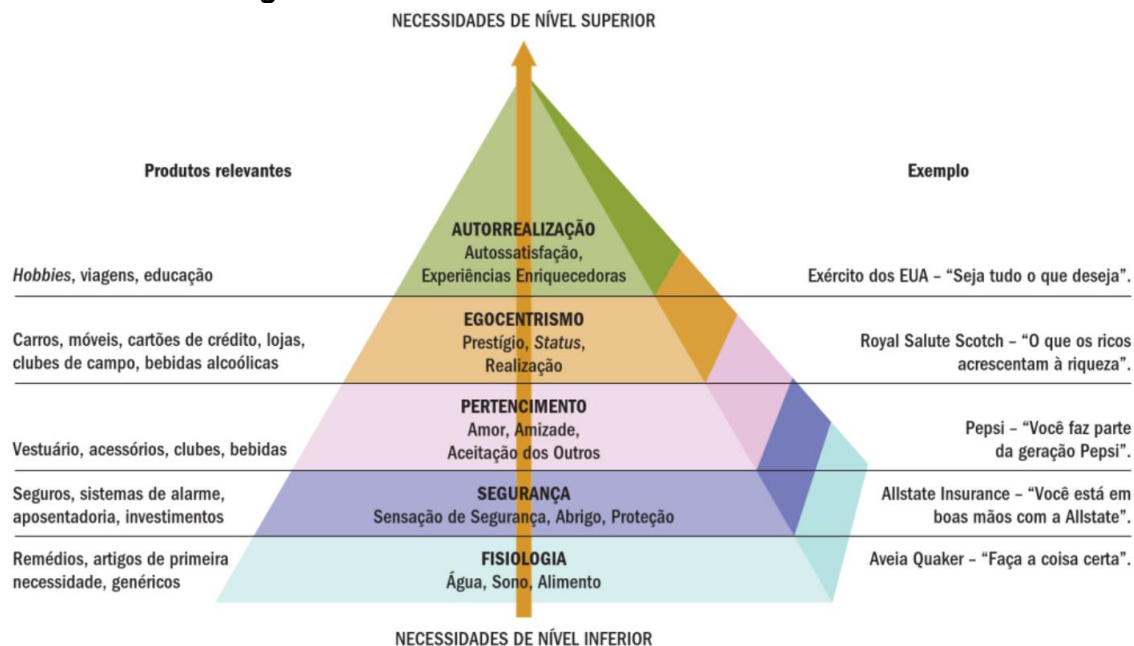 NECESSIDADES DE NÍVEL SUPERIOR
Produtos relevantes
Exemplo
AUTORREALIZAÇÃO
Autossatisfação,
Experiências Enriquecedoras
Hobbies, viagens, educação
Exército dos EUA – “Seja tudo o que deseja”.
EGOCENTRISMO
Prestígio, Status,
Realização
Carros, móveis, cartões de crédito, lojas,
clubes de campo, bebidas alcoólicas
Royal Salute Scotch – “O que os ricos
acrescentam à riqueza”.
PERTENCIMENTO
Amor, Amizade,
Aceitação dos Outros
Vestuário, acessórios, clubes, bebidas
Pepsi – “Você faz parte
da geração Pepsi”.
SEGURANÇA
Sensação de Segurança, Abrigo, Proteção
Seguros, sistemas de alarme,
aposentadoria, investimentos
Allstate Insurance – “Você está em
boas mãos com a Allstate”.
FISIOLOGIA
Água, Sono, Alimento
Remédios, artigos de primeira
necessidade, genéricos
Aveia Quaker – “Faça a coisa certa”.
NECESSIDADES DE NÍVEL INFERIOR